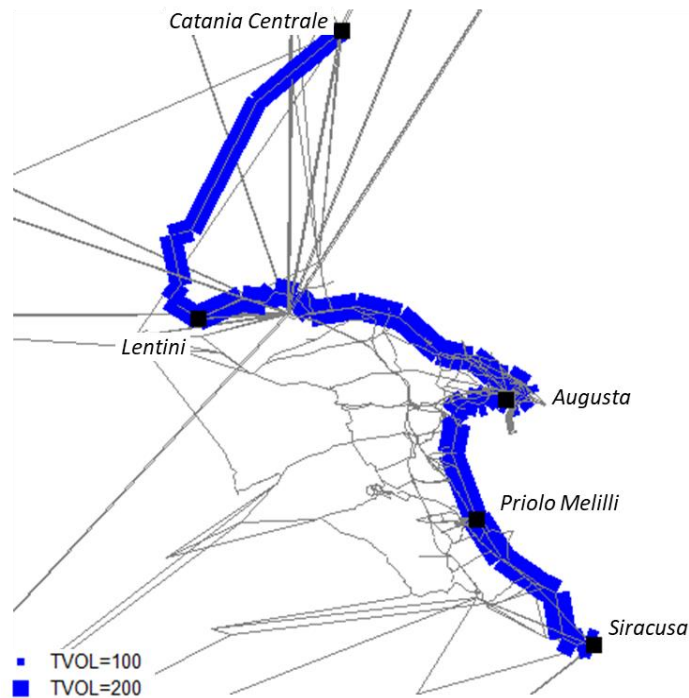 Catania Centrale
Lentini
Augusta
Priolo Melilli
Siracusa
TVOL=100
TVOL=200